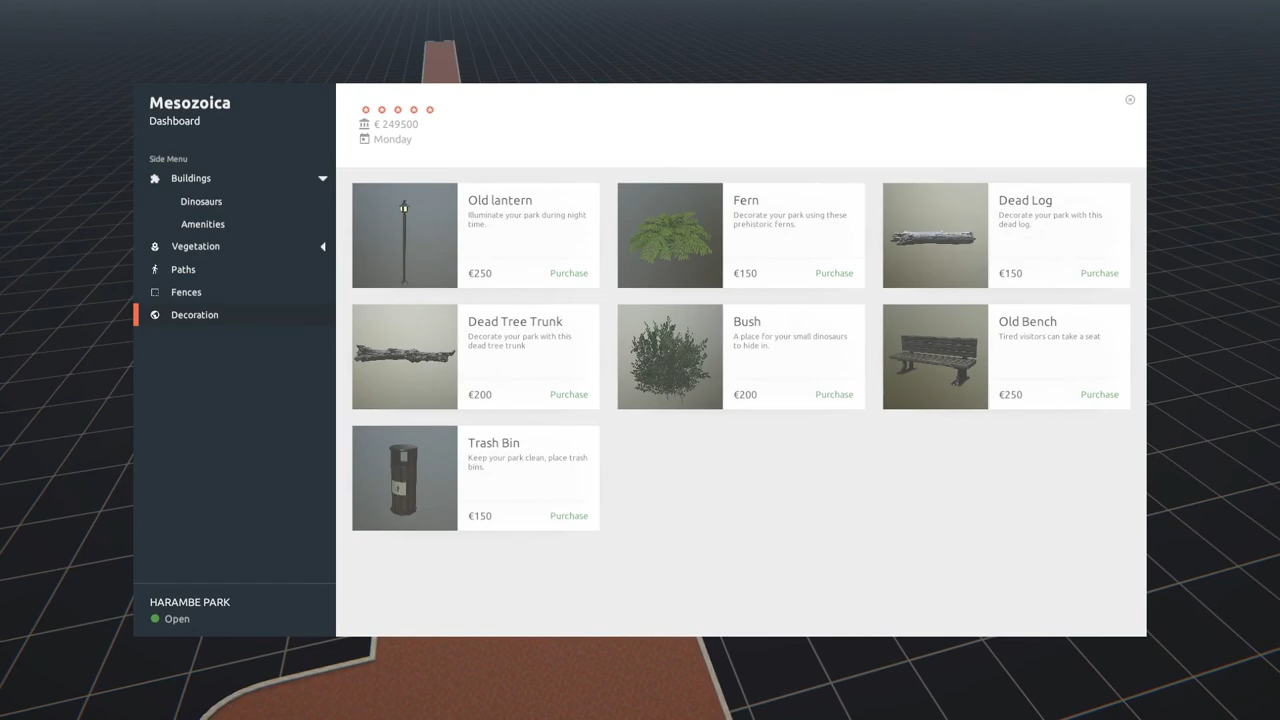 Mesozoica
Dashboard
Side Menu
Buildings
Dinosaurs
Amenities
Vegetation
Paths
Fences
Decoration
HARAMBE PARK
Open
€ 249500
Monday
Old lantern
Illuminate your park during night
time.
€250 Purchase
Fern
Decorate your park using these
prehistoric ferns.
€150 Purchase
Dead Log
Decorate your park with this
dead log.
€150 Purchase
Dead Tree Trunk
Decorate your park with this
dead tree trunk
€200 Purchase
Bush
A place for your small dinosaurs
to hide in.
€200 Purchase
Old Bench
Tired visitors can take a seat
€250 Purchase
Trash Bin
Keep your park clean, place trash
bins.
€150 Purchase